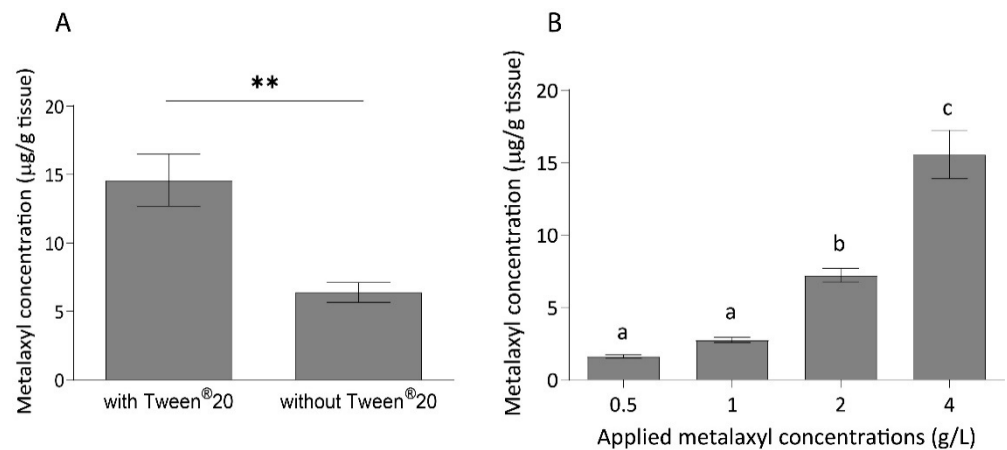 A
Metalaxyl concentration (µg/g tissue)
**
20
15
10
5
0
with Tween®20
without Tween®20
B
Metalaxyl concentration (µg/g tissue)
20
15
10
5
0
a
a
b
c
0.5
1
2
4
Applied metalaxyl concentrations (g/L)